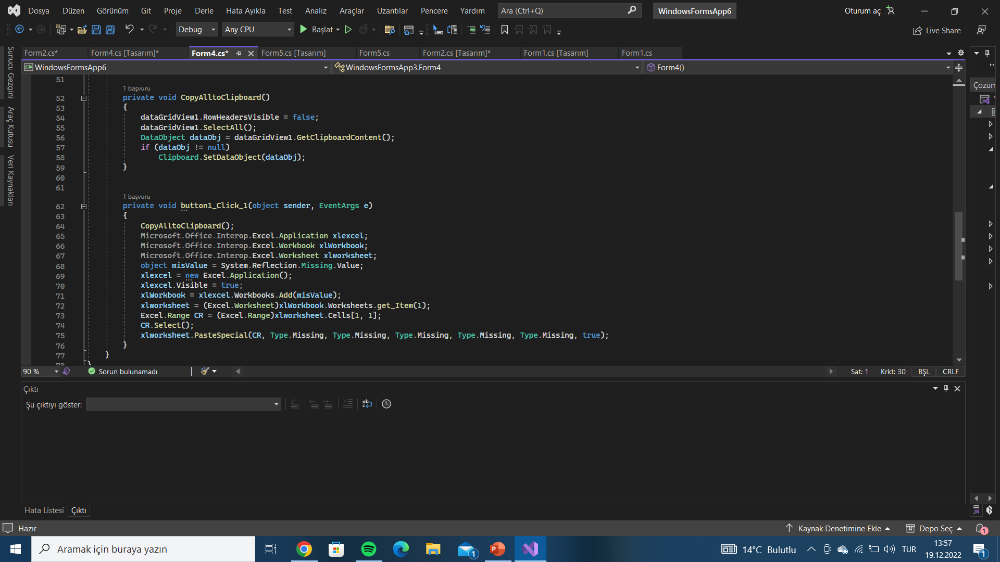 Dosya Düzen Görünüm Git Proje Derle Hata Ayıkla Test Analiz Araçlar Uzantılar Pencere Yardım Ara (Ctrl+Q) WindowsFormsApp6 Oturum aç
Debug Any CPU Başlat Live Share
Sunucu Gezgini
Araç Kutusu
Veri Kaynakları
Form2.cs* Form4.cs [Tasarım]* Form4.cs* Form5.cs [Tasarım] Form5.cs Form2.cs [Tasarım]* Form1.cs [Tasarım] Form1.cs
C# WindowsFormsApp6 WindowsFormsApp3.Form4 Form4()
Çözüm
51
1 başvuru
52 private void CopyAlltoClipboard()
53 {
54 dataGridView1.RowHeadersVisible = false;
55 dataGridView1.SelectAll();
56 DataObject dataObj = dataGridView1.GetClipboardContent();
57 if (dataObj != null)
58 Clipboard.SetDataObject(dataObj);
59 }
60
61
1 başvuru
62 private void button1_Click_1(object sender, EventArgs e)
63 {
64 CopyAlltoClipboard();
65 Microsoft.Office.Interop.Excel.Application xlexcel;
66 Microsoft.Office.Interop.Excel.Workbook xlWorkbook;
67 Microsoft.Office.Interop.Excel.Worksheet xlworksheet;
68 object misValue = System.Reflection.Missing.Value;
69 xlexcel = new Excel.Application();
70 xlexcel.Visible = true;
71 xlWorkbook = xlexcel.Workbooks.Add(misValue);
72 xlworksheet = (Excel.Worksheet)xlWorkbook.Worksheets.get_Item(1);
73 Excel.Range CR = (Excel.Range)xlworksheet.Cells[1, 1];
74 CR.Select();
75 xlworksheet.PasteSpecial(CR, Type.Missing, Type.Missing, Type.Missing, Type.Missing, Type.Missing, true);
76 }
77 }
78 }
90 % Sorun bulunamadı Sat: 1 Krkt: 30 BŞL CRLF
Çıktı
Şu çıktıyı göster:
Hata Listesi Çıktı
Hazır Kaynak Denetimine Ekle Depo Seç 1
Aramak için buraya yazın 1 14°C Bulutlu TUR 13:57
19.12.2022 1